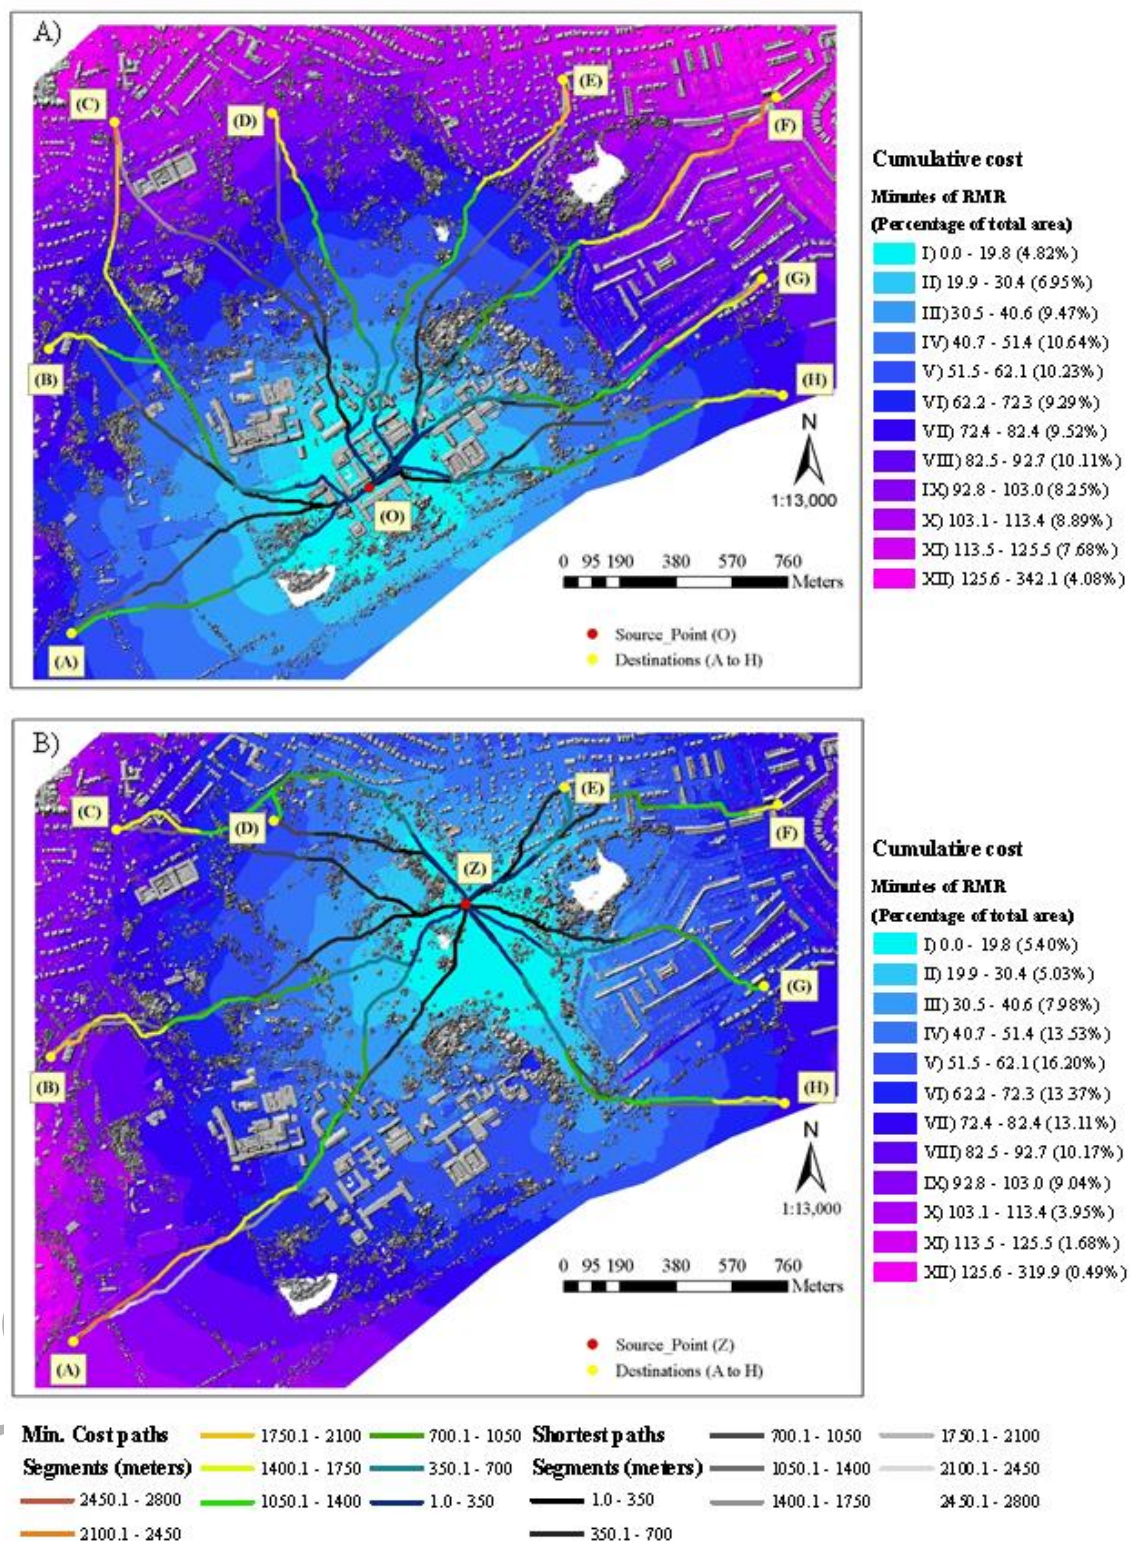 A)
(C)
(D)
(E)
(F)
(G)
(B)
(H)
(O)
(A)
N
1:13,000
0 95 190 380 570 760
Meters
Source_Point (O)
Destinations (A to H)
Cumulative cost
Minutes of RMR
(Percentage of total area)
I) 0.0 - 19.8 (4.82%)
II) 19.9 - 30.4 (6.95%)
III) 30.5 - 40.6 (9.47%)
IV) 40.7 - 51.4 (10.64%)
V) 51.5 - 62.1 (10.23%)
VI) 62.2 - 72.3 (9.29%)
VII) 72.4 - 82.4 (9.52%)
VIII) 82.5 - 92.7 (10.11%)
IX) 92.8 - 103.0 (8.25%)
X) 103.1 - 113.4 (8.89%)
XI) 113.5 - 125.5 (7.68%)
XII) 125.6 - 342.1 (4.08%)
B)
(C)
(D)
(E)
(F)
(Z)
(G)
(B)
(H)
(A)
N
1:13,000
0 95 190 380 570 760
Meters
Source_Point (Z)
Destinations (A to H)
Cumulative cost
Minutes of RMR
(Percentage of total area)
I) 0.0 - 19.8 (5.40%)
II) 19.9 - 30.4 (5.03%)
III) 30.5 - 40.6 (7.98%)
IV) 40.7 - 51.4 (13.53%)
V) 51.5 - 62.1 (16.20%)
VI) 62.2 - 72.3 (13.37%)
VII) 72.4 - 82.4 (13.11%)
VIII) 82.5 - 92.7 (10.17%)
IX) 92.8 - 103.0 (9.04%)
X) 103.1 - 113.4 (3.95%)
XI) 113.5 - 125.5 (1.68%)
XII) 125.6 - 319.9 (0.49%)
Min. Cost paths
Segments (meters)
2450.1 - 2800
2100.1 - 2450
1750.1 - 2100
1400.1 - 1750
1050.1 - 1400
700.1 - 1050
350.1 - 700
1.0 - 350
Shortest paths
Segments (meters)
1.0 - 350
350.1 - 700
700.1 - 1050
1050.1 - 1400
1400.1 - 1750
1750.1 - 2100
2100.1 - 2450
2450.1 - 2800